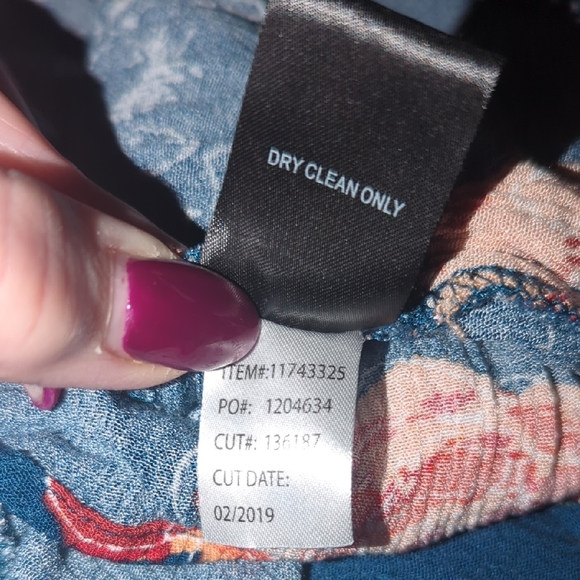 DRY CLEAN ONLY
ITEM#:11743325
PO#: 1204634
CUT#: 136187
CUT DATE:
02/2019